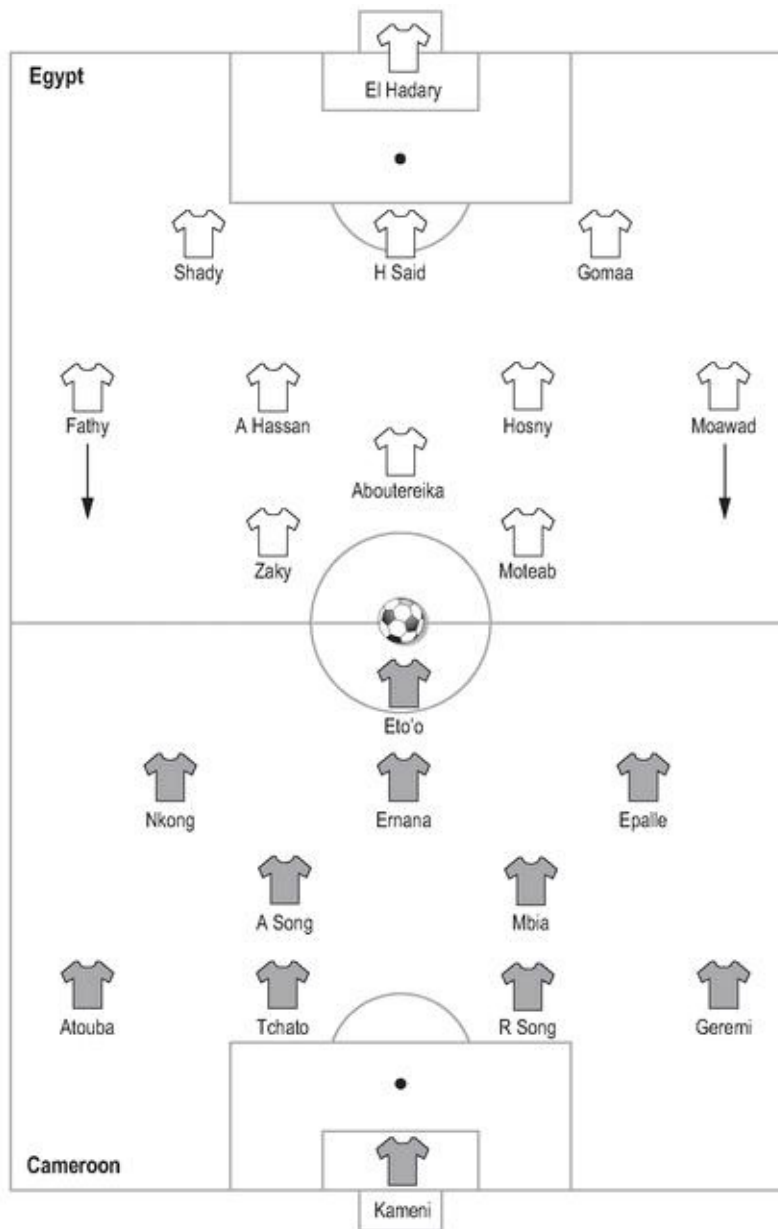 Egypt
El Hadary
Shady
H Said
Gomaa
Fathy
A Hassan
Hosny
Moawad
Aboutereika
Zaky
Moteab
Eto'o
Nkong
Ernana
Epalle
A Song
Mbia
Atouba
Tchato
R Song
Geremi
Cameroon
Kameni